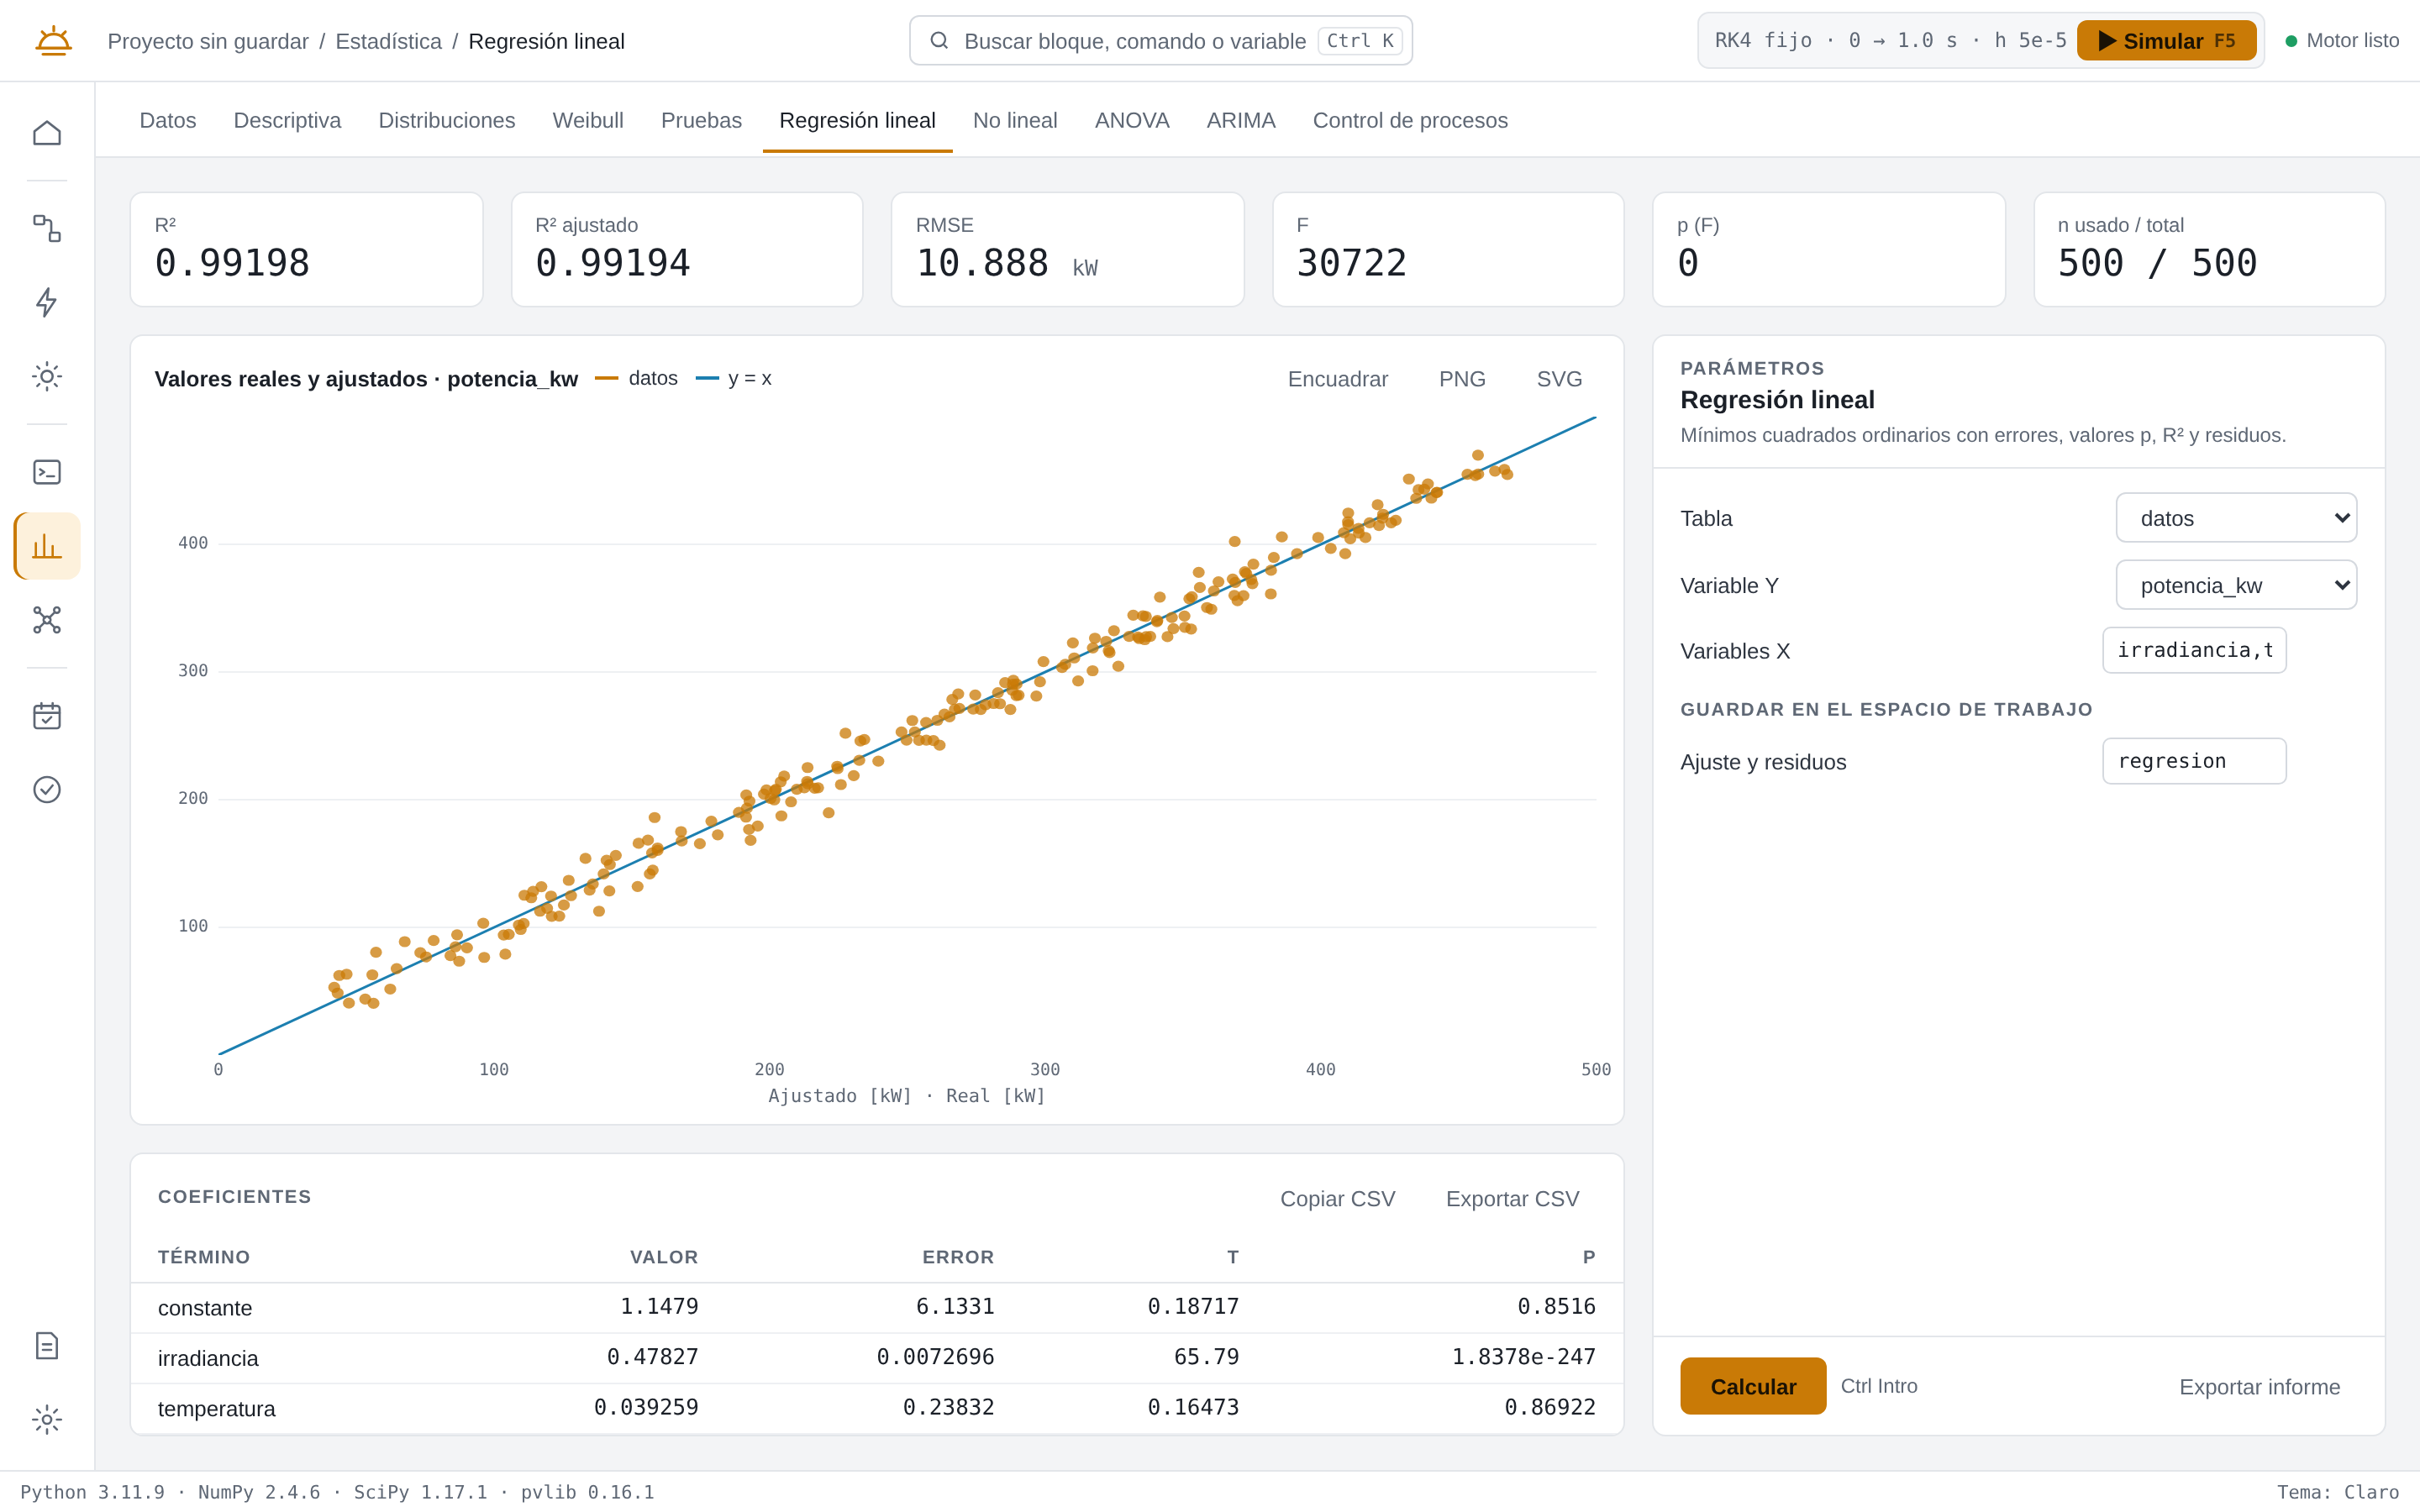 Proyecto sin guardar / Estadística / Regresión lineal
Buscar bloque, comando o variable Ctrl K
RK4 fijo · 0 → 1.0 s · h 5e-5
Simular F5
Motor listo
Datos Descriptiva Distribuciones Weibull Pruebas Regresión lineal No lineal ANOVA ARIMA Control de procesos
R²
0.99198
R² ajustado
0.99194
RMSE
10.888 kW
F
30722
p (F)
0
n usado / total
500 / 500
Valores reales y ajustados · potencia_kw datos y = x
Encuadrar PNG SVG
400
300
200
100
0 100 200 300 400 500
Ajustado [kW] · Real [kW]
PARÁMETROS
Regresión lineal
Mínimos cuadrados ordinarios con errores, valores p, R² y residuos.
Tabla datos
Variable Y potencia_kw
Variables X irradiancia,t
GUARDAR EN EL ESPACIO DE TRABAJO
Ajuste y residuos regresion
Calcular Ctrl Intro Exportar informe
COEFICIENTES Copiar CSV Exportar CSV
TÉRMINO VALOR ERROR T P
constante 1.1479 6.1331 0.18717 0.8516
irradiancia 0.47827 0.0072696 65.79 1.8378e-247
temperatura 0.039259 0.23832 0.16473 0.86922
Python 3.11.9 · NumPy 2.4.6 · SciPy 1.17.1 · pvlib 0.16.1
Tema: Claro